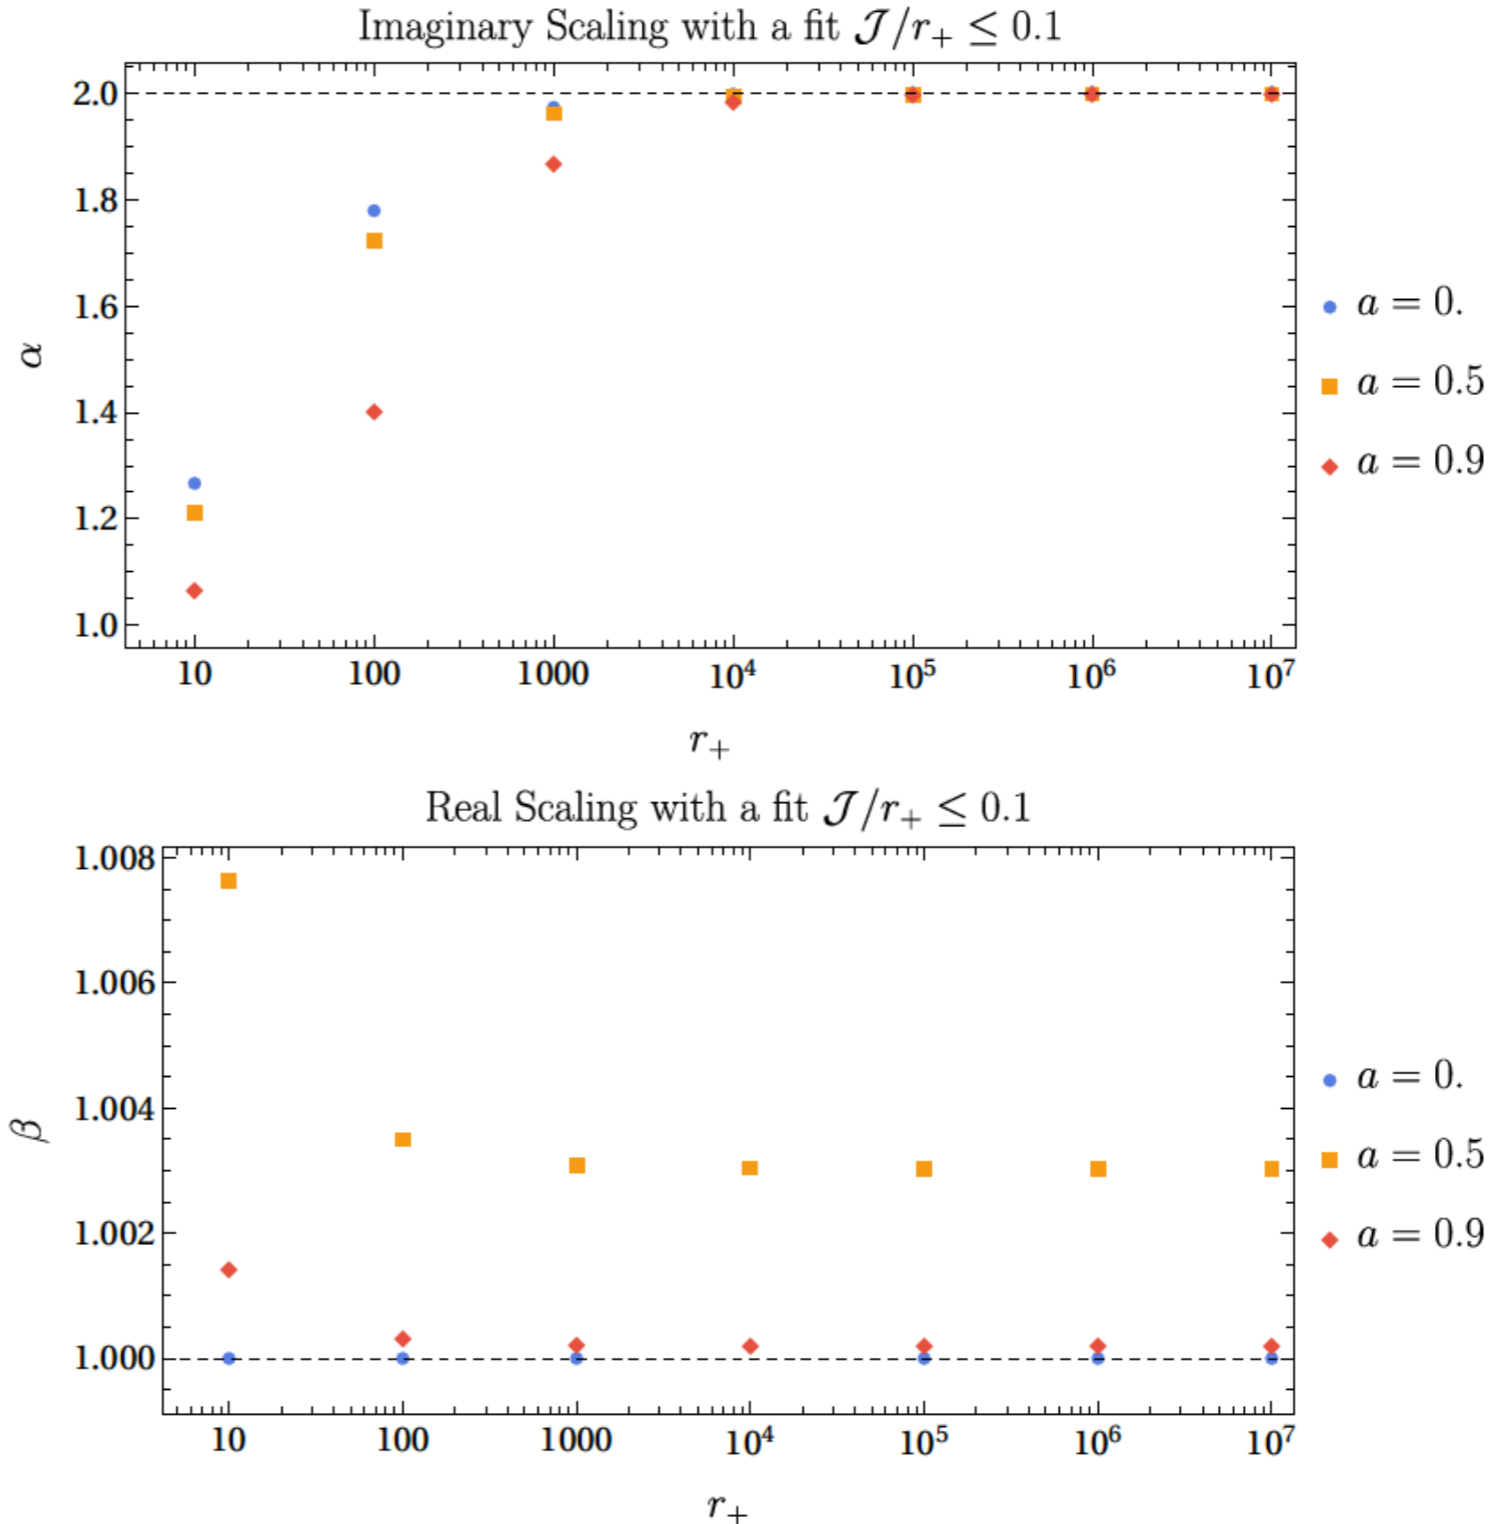 Imaginary Scaling with a fit 𝒥/r₊ ≤ 0.1
2.0
1.8
1.6
1.4
1.2
1.0
α
10 100 1000 10⁴ 10⁵ 10⁶ 10⁷
r₊
a = 0.
a = 0.5
a = 0.9
Real Scaling with a fit 𝒥/r₊ ≤ 0.1
1.008
1.006
1.004
1.002
1.000
β
10 100 1000 10⁴ 10⁵ 10⁶ 10⁷
r₊
a = 0.
a = 0.5
a = 0.9